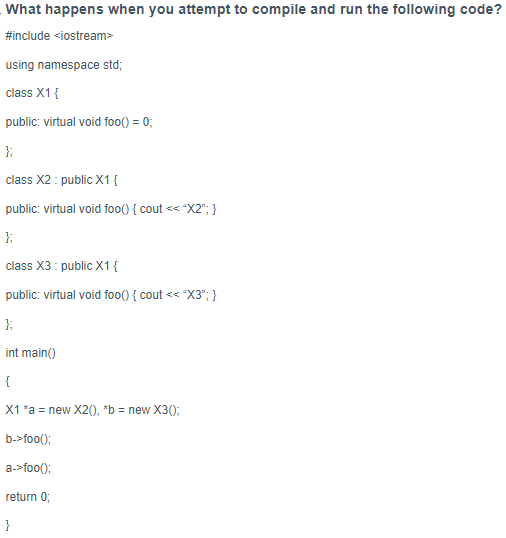 . What happens when you attempt to compile and run the following code?
#include <iostream>
using namespace std;
class X1 {
public: virtual void foo() = 0;
};
class X2 : public X1 {
public: virtual void foo() { cout << “X2”; }
};
class X3 : public X1 {
public: virtual void foo() { cout << “X3”; }
};
int main()
{
X1 *a = new X2(), *b = new X3();
b->foo();
a->foo();
return 0;
}